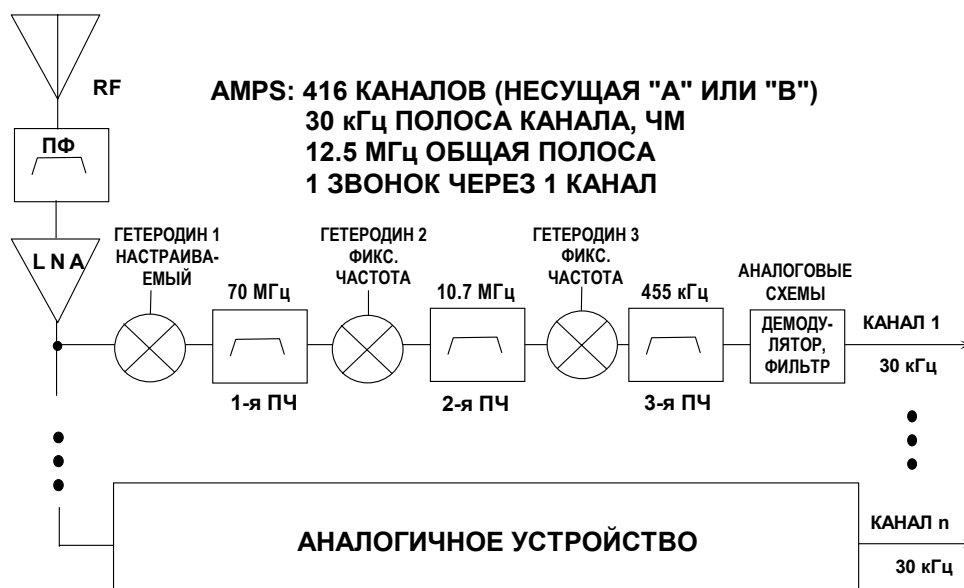 RF
AMPS: 416 КАНАЛОВ (НЕСУЩАЯ "A" ИЛИ "B")
30 кГц ПОЛОСА КАНАЛА, ЧМ
12.5 МГц ОБЩАЯ ПОЛОСА
1 ЗВОНОК ЧЕРЕЗ 1 КАНАЛ
ПФ
LNA
ГЕТЕРОДИН 1
НАСТРАИВА-
ЕМЫЙ
ГЕТЕРОДИН 2
ФИКС.
ЧАСТОТА
ГЕТЕРОДИН 3
ФИКС.
ЧАСТОТА
АНАЛОГОВЫЕ
СХЕМЫ
70 МГц
10.7 МГц
455 кГц
ДЕМОДУ-
ЛЯТОР,
ФИЛЬТР
КАНАЛ 1
30 кГц
1-я ПЧ
2-я ПЧ
3-я ПЧ
АНАЛОГИЧНОЕ УСТРОЙСТВО
КАНАЛ n
30 кГц